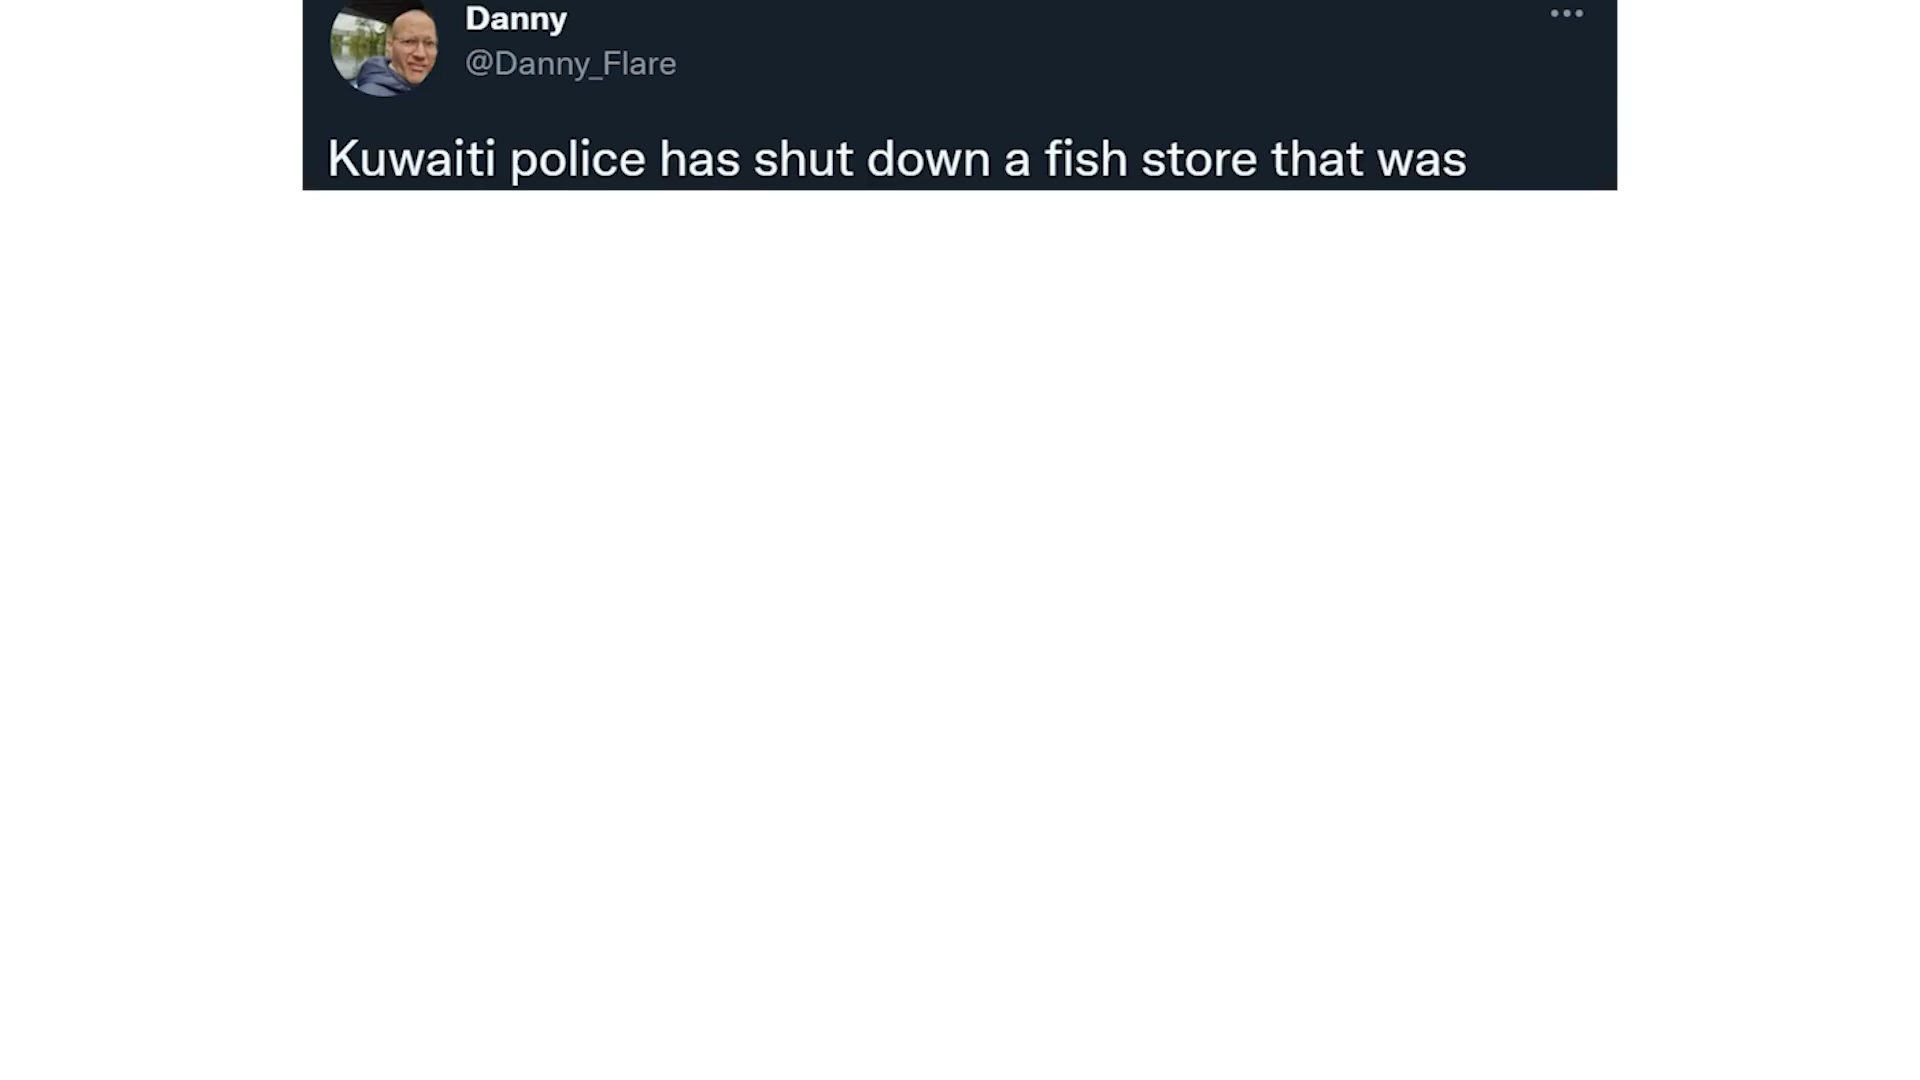 Danny
@Danny_Flare
Kuwaiti police has shut down a fish store that was